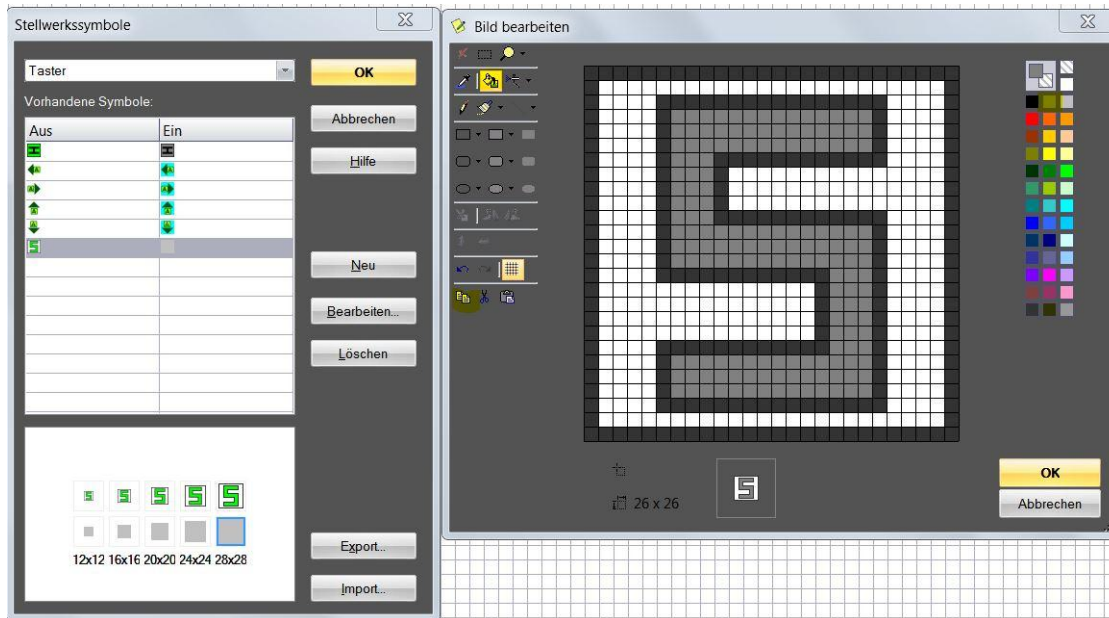 Stellwerkssymbole
Taster
OK
Vorhandene Symbole:
Abbrechen
Aus Ein
Hilfe
Neu
Bearbeiten...
Löschen
Export...
12x12 16x16 20x20 24x24 28x28
Import...
Bild bearbeiten
26 x 26
OK
Abbrechen